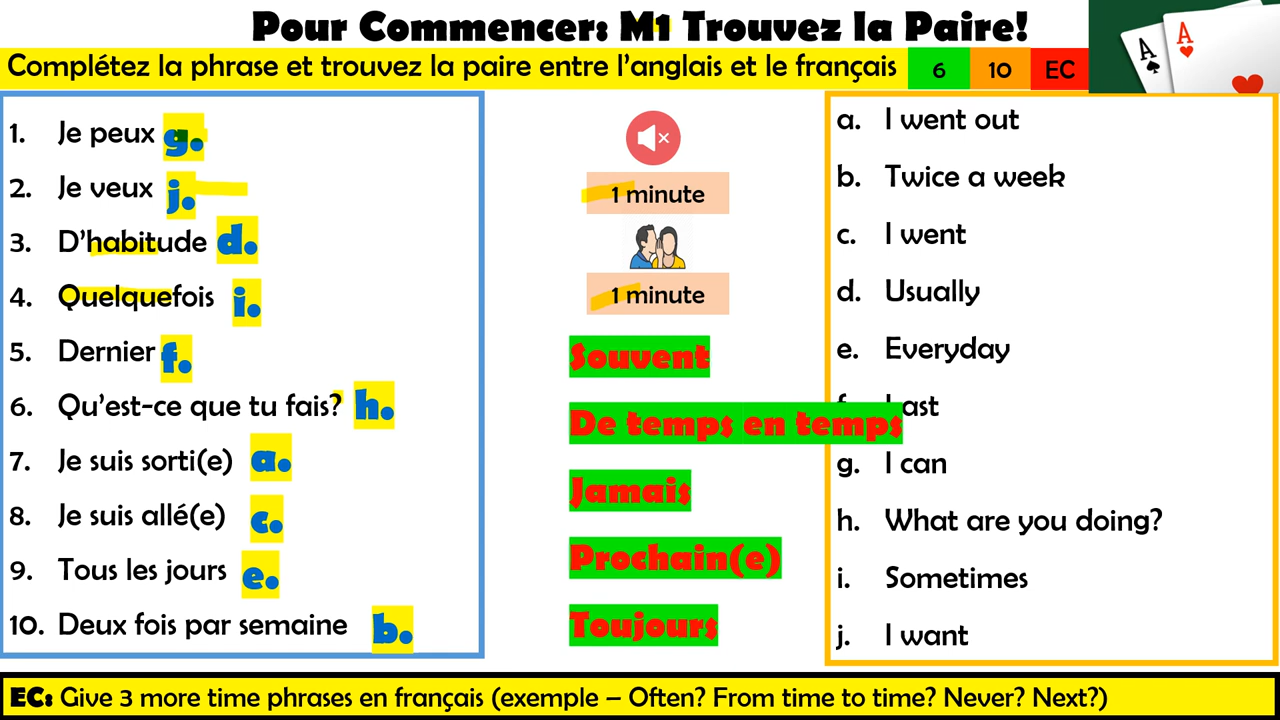 Pour Commencer: M1 Trouvez la Paire!
Complétez la phrase et trouvez la paire entre l'anglais et le français
6 10 EC
A A
1. Je peux g.
2. Je veux j.
3. D'habitude d.
4. Quelquefois i.
5. Dernier f.
6. Qu'est-ce que tu fais? h.
7. Je suis sorti(e) a.
8. Je suis allé(e) c.
9. Tous les jours e.
10. Deux fois par semaine b.
1 minute
1 minute
Souvent
De temps en temps
Jamais
Prochain(e)
Toujours
a. I went out
b. Twice a week
c. I went
d. Usually
e. Everyday
f. Last
g. I can
h. What are you doing?
i. Sometimes
j. I want
EC: Give 3 more time phrases en français (exemple – Often? From time to time? Never? Next?)